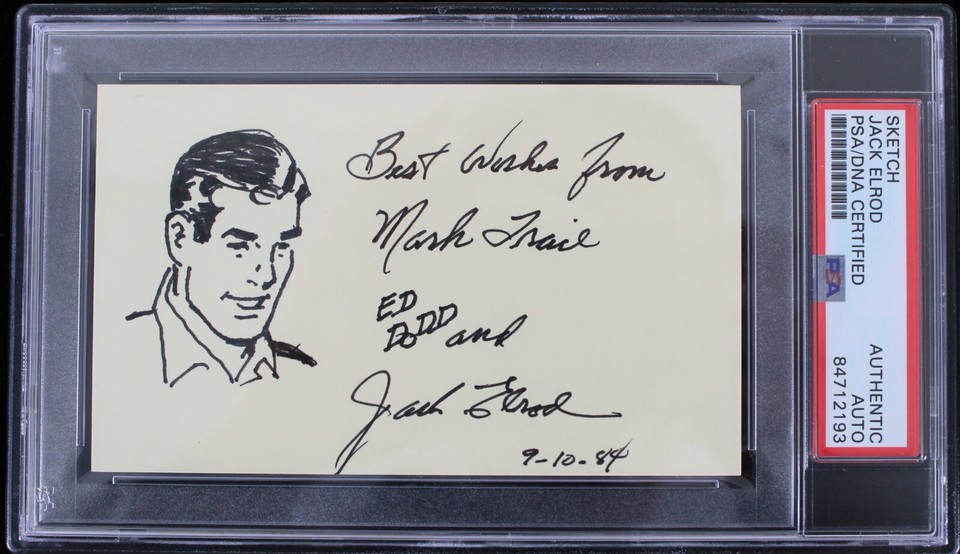 Best Wishes from
Mark Trail
ED
DODD and
Jack Elrod
9-10-84
SKETCH
JACK ELROD
PSA/DNA CERTIFIED
PSA
AUTHENTIC
AUTO
84712193